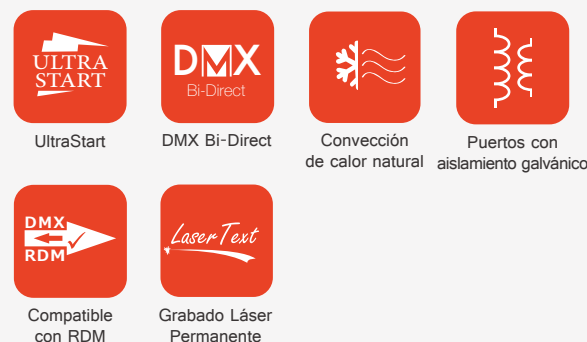 ULTRA
START
UltraStart
DMX
Bi-Direct
DMX Bi-Direct
Convección
de calor natural
Puertos con
aislamiento galvánico
DMX
RDM
Compatible
con RDM
Laser Text
Grabado Láser
Permanente